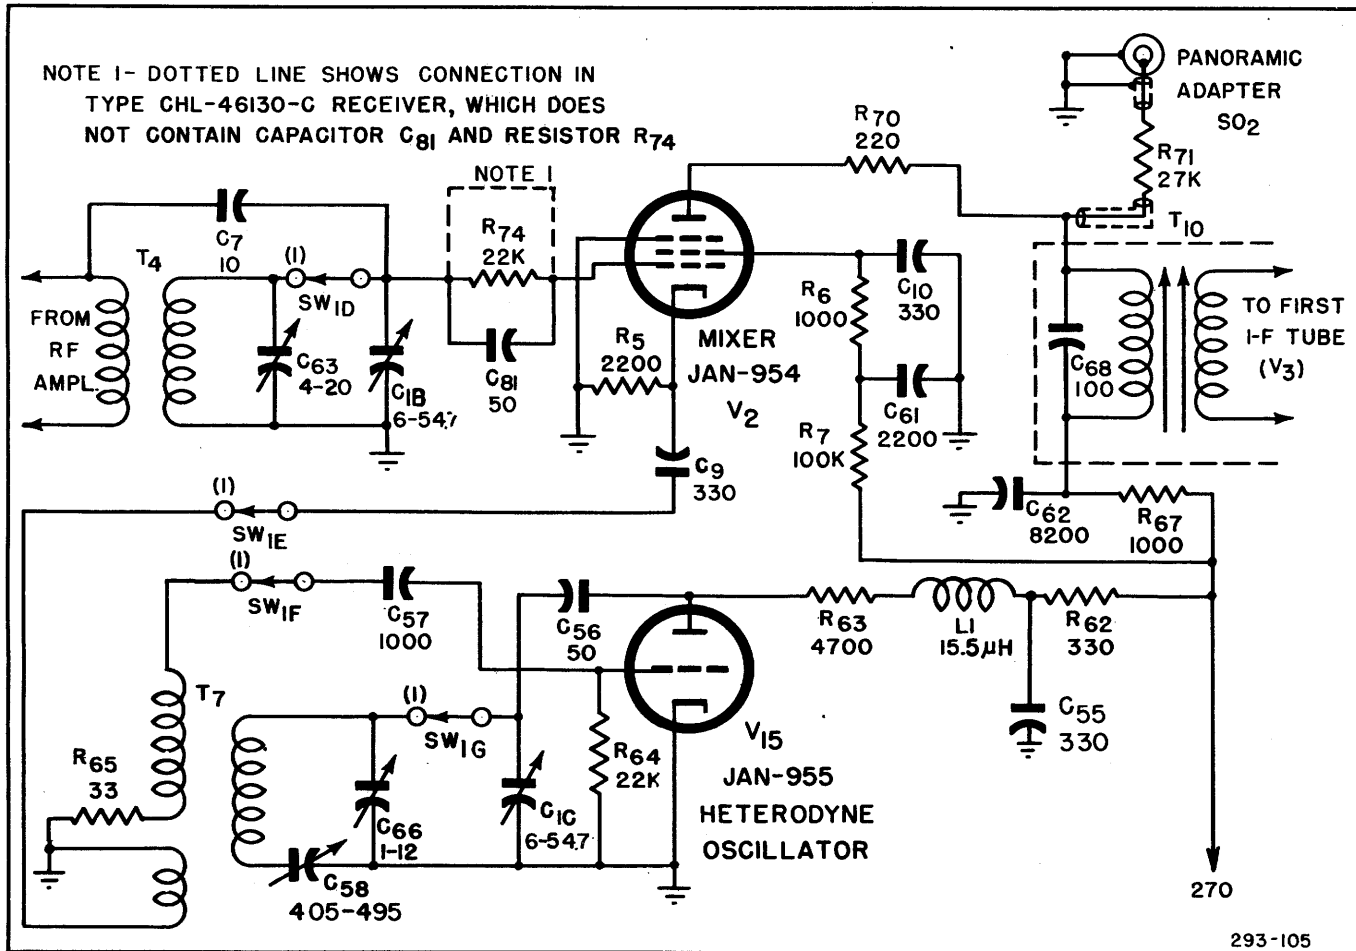 NOTE 1- DOTTED LINE SHOWS CONNECTION IN
TYPE CHL-46130-C RECEIVER, WHICH DOES
NOT CONTAIN CAPACITOR C81 AND RESISTOR R74
PANORAMIC
ADAPTER
SO2
R70
220
R71
27K
NOTE 1
C7
10
T4
(1)
SW1D
R74
22K
T10
FROM
RF
AMPL.
C63
4-20
C1B
6-547
C81
50
R5
2200
MIXER
JAN-954
V2
R6
1000
C10
330
C61
2200
R7
100K
C68
100
TO FIRST
I-F TUBE
(V3)
C9
330
(1)
SW1E
C62
8200
R67
1000
(1)
SW1F
C57
1000
C56
50
R63
4700
L1
15.5μH
R62
330
T7
(1)
SW1G
R64
22K
V15
JAN-955
HETERODYNE
OSCILLATOR
C55
330
R65
33
C66
1-12
C1C
6-547
C58
405-495
270
293-105